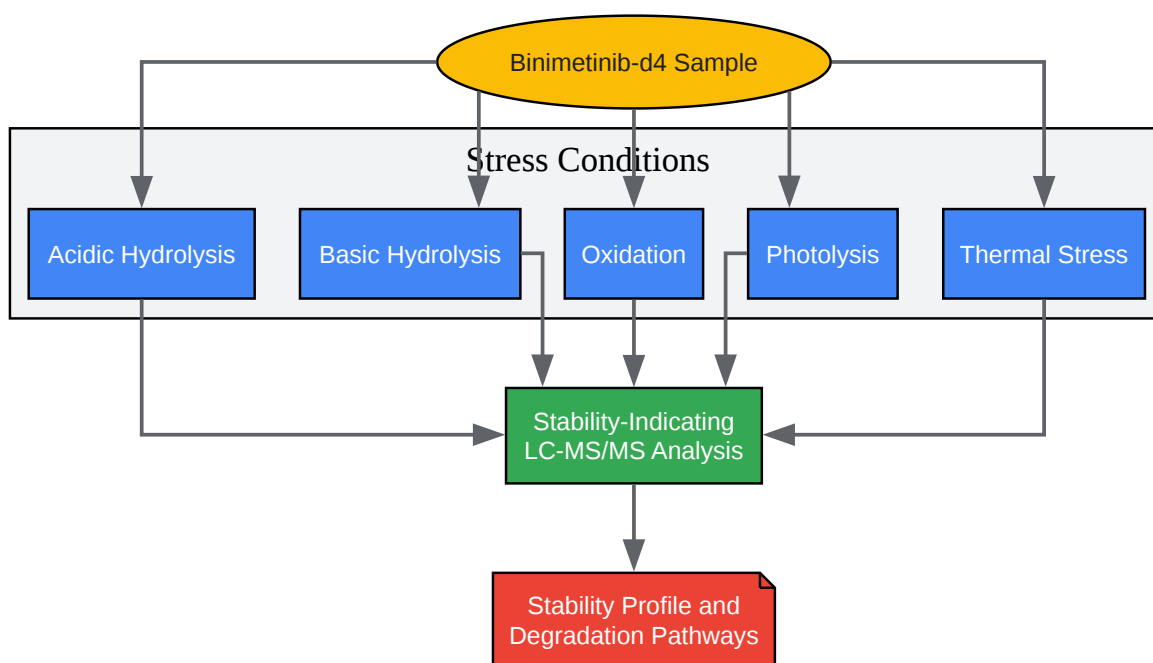 Binimetinib-d4 Sample
Stress Conditions
Acidic Hydrolysis
Basic Hydrolysis
Oxidation
Photolysis
Thermal Stress
Stability-Indicating
LC-MS/MS Analysis
Stability Profile and
Degradation Pathways